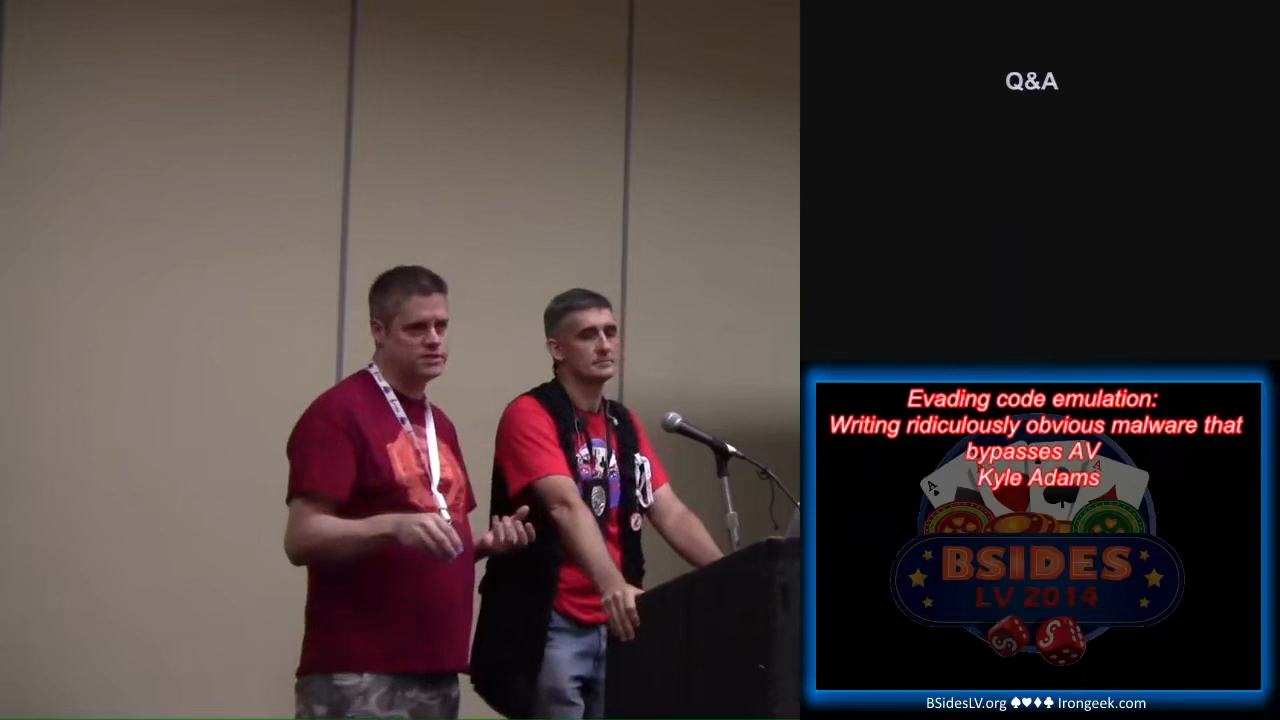 Q&A
Evading code emulation:
Writing ridiculously obvious malware that
bypasses AV
Kyle Adams
BSIDES
LV 2014
BSidesLV.org ♠♥♦♣ Irongeek.com